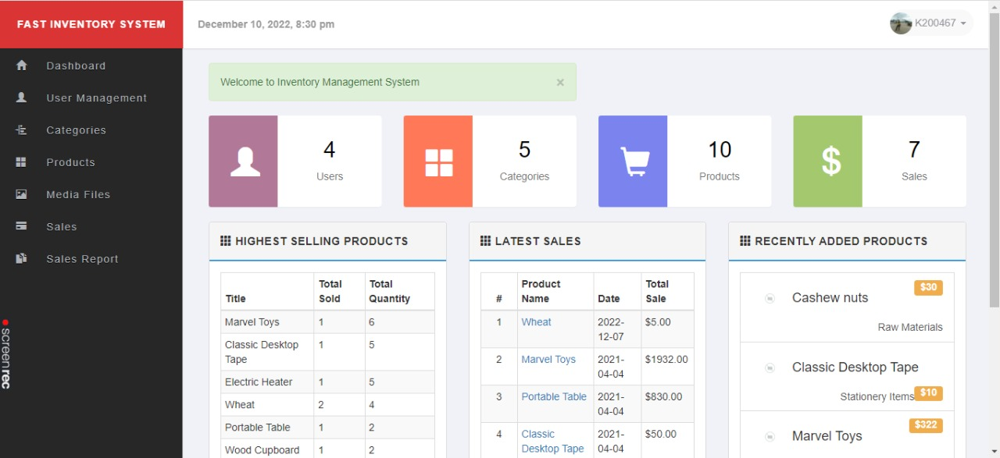 FAST INVENTORY SYSTEM
December 10, 2022, 8:30 pm
K200467
Dashboard
User Management
Categories
Products
Media Files
Sales
Sales Report
screenrec
Welcome to Inventory Management System ×
4
Users
5
Categories
10
Products
$
7
Sales
HIGHEST SELLING PRODUCTS
Title Total Sold Total Quantity
Marvel Toys 1 6
Classic Desktop Tape 1 5
Electric Heater 1 5
Wheat 2 4
Portable Table 1 2
Wood Cupboard 1 2
LATEST SALES
# Product Name Date Total Sale
1 Wheat 2022-12-07 $5.00
2 Marvel Toys 2021-04-04 $1932.00
3 Portable Table 2021-04-04 $830.00
4 Classic Desktop Tape 2021-04-04 $50.00
RECENTLY ADDED PRODUCTS
Cashew nuts $30
Raw Materials
Classic Desktop Tape
Stationery Items $10
Marvel Toys $322